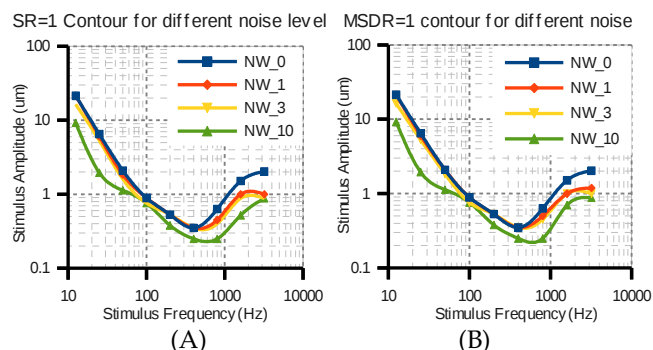 SR=1 Contour for different noise level
100
10
1
0.1
Stimulus Amplitude (um)
NW_0
NW_1
NW_3
NW_10
10
100
1000
10000
Stimulus Frequency (Hz)
(A)
MSDR=1 contour for different noise
100
10
1
0.1
Stimulus Amplitude (um)
NW_0
NW_1
NW_3
NW_10
10
100
1000
10000
Stimulus Frequency (Hz)
(B)